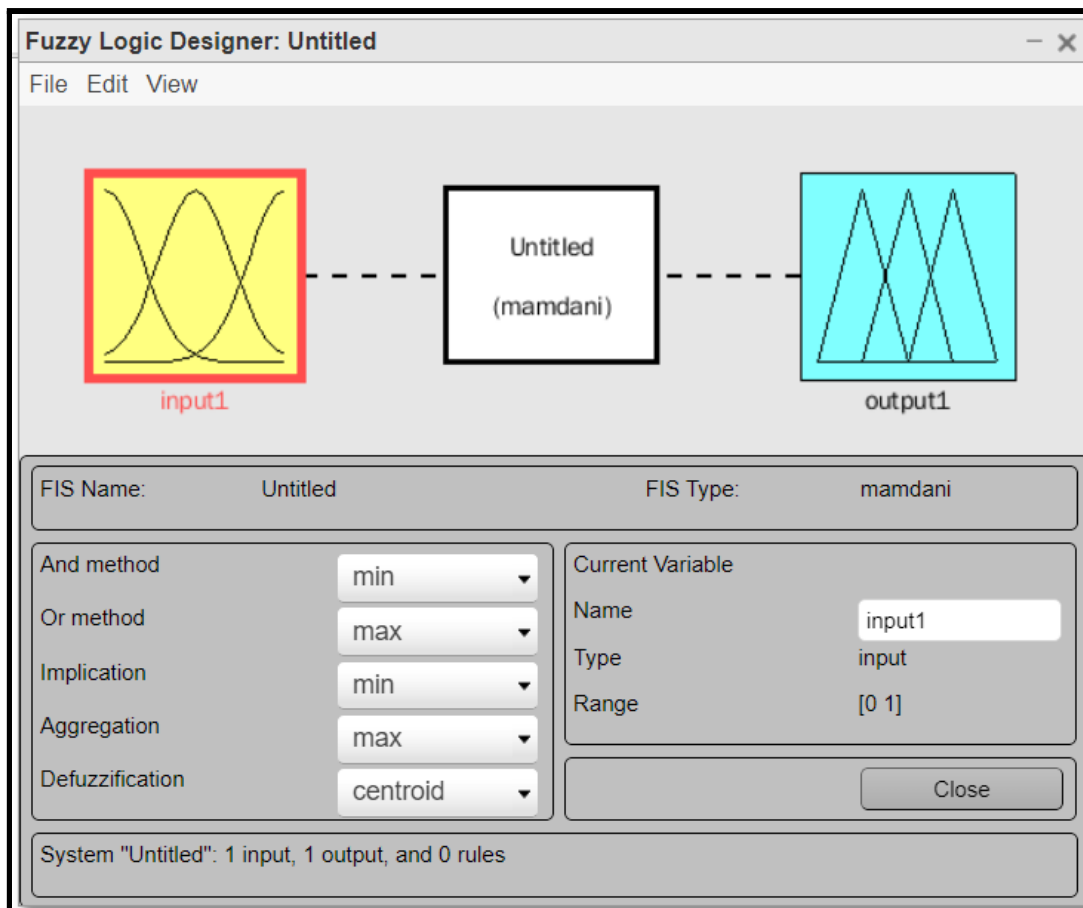 Fuzzy Logic Designer: Untitled
File Edit View
Untitled
(mamdani)
input1
output1
FIS Name: Untitled FIS Type: mamdani
And method min
Or method max
Implication min
Aggregation max
Defuzzification centroid
Current Variable
Name input1
Type input
Range [0 1]
Close
System "Untitled": 1 input, 1 output, and 0 rules